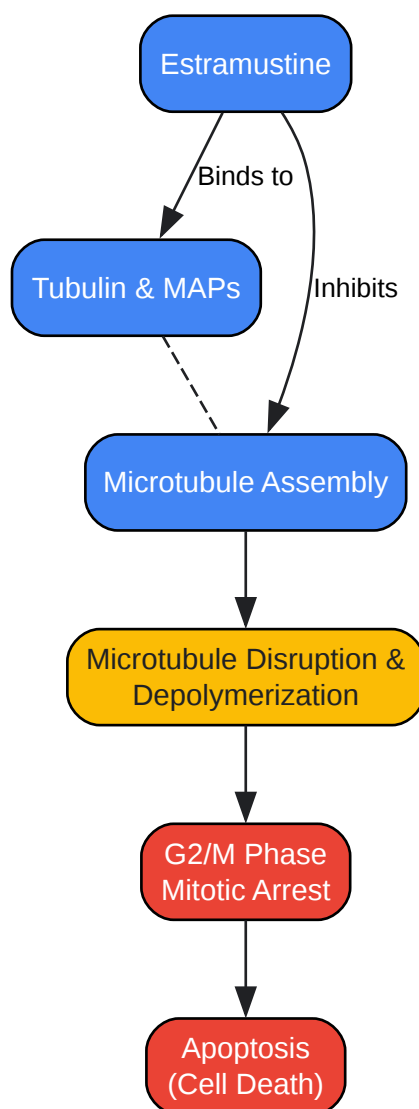 Estramustine
Binds to
Tubulin & MAPs
Inhibits
Microtubule Assembly
Microtubule Disruption &
Depolymerization
G2/M Phase
Mitotic Arrest
Apoptosis
(Cell Death)